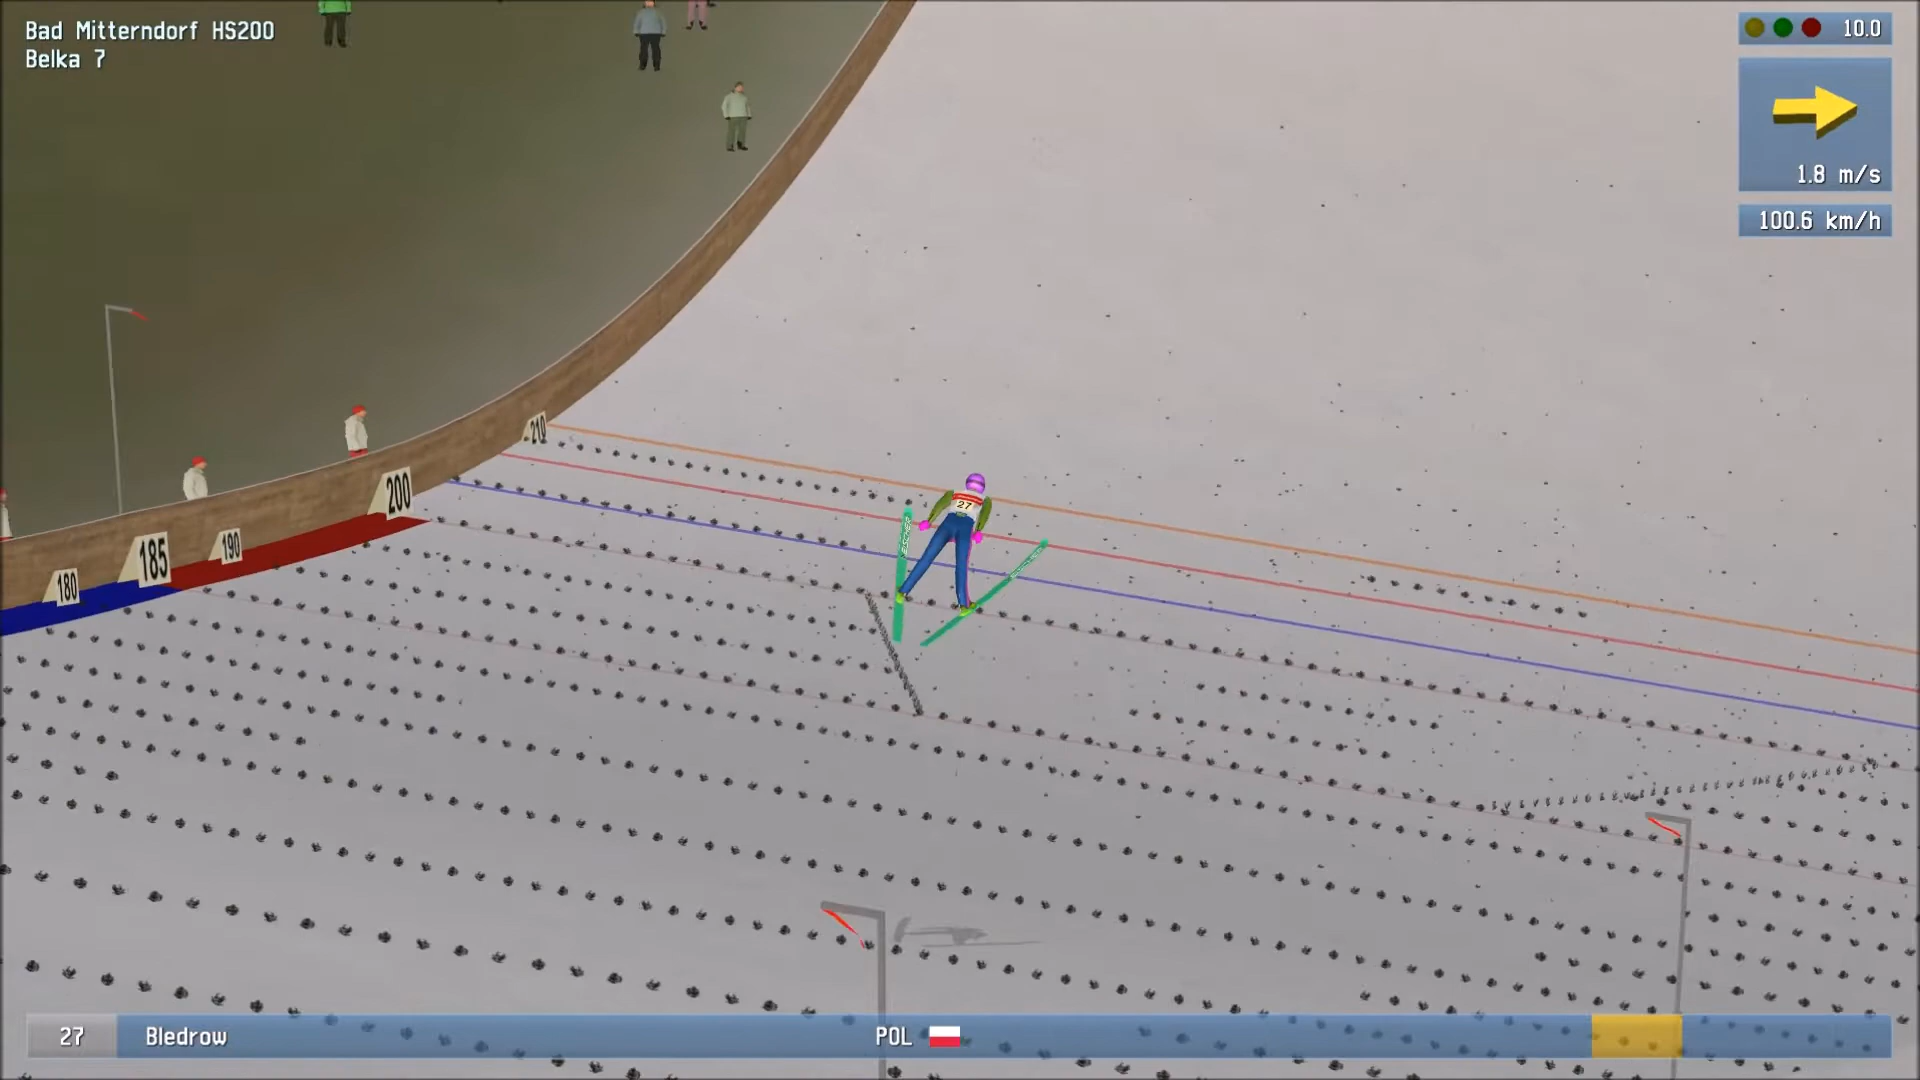 Bad Mitterndorf HS200
Belka 7
10.0
1.8 m/s
100.6 km/h
210
200
190
185
180
27
27 Bledrow POL